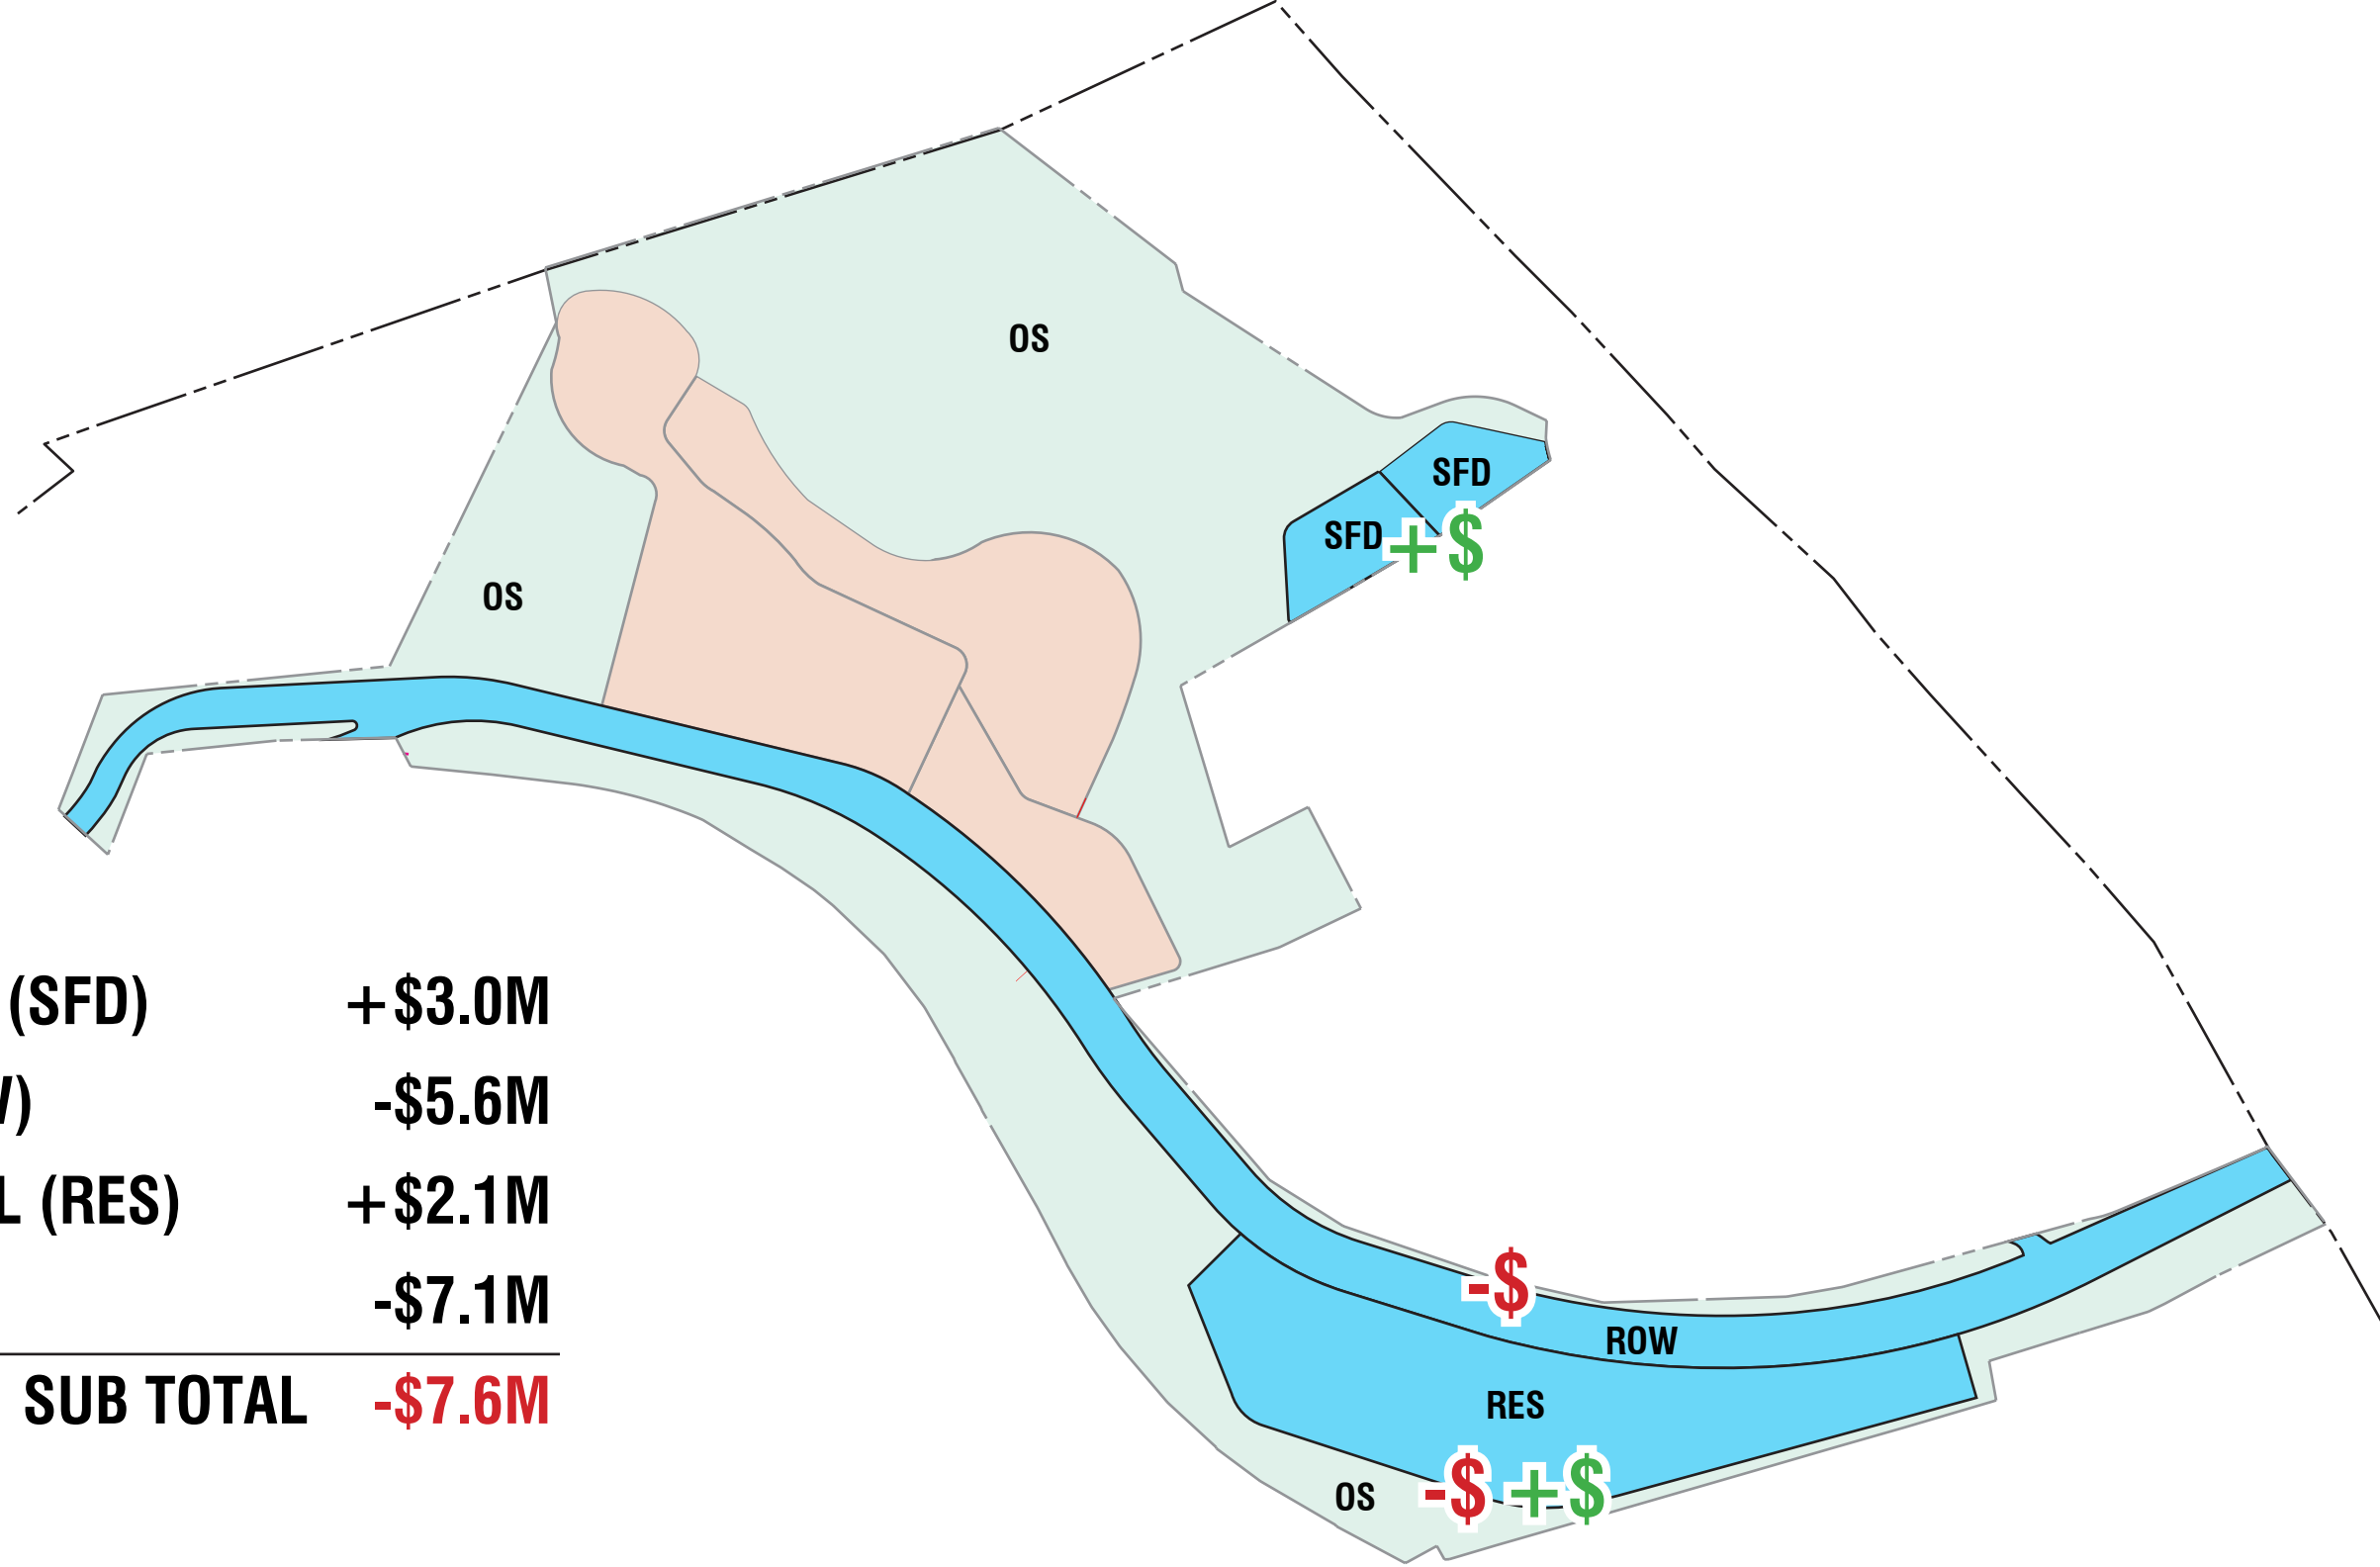 OS
SFD
SFD
+$
OS
(SFD) +$3.0M
) -$5.6M
L (RES) +$2.1M
-$7.1M
SUB TOTAL -$7.6M
-$
ROW
RES
OS
-$ +$